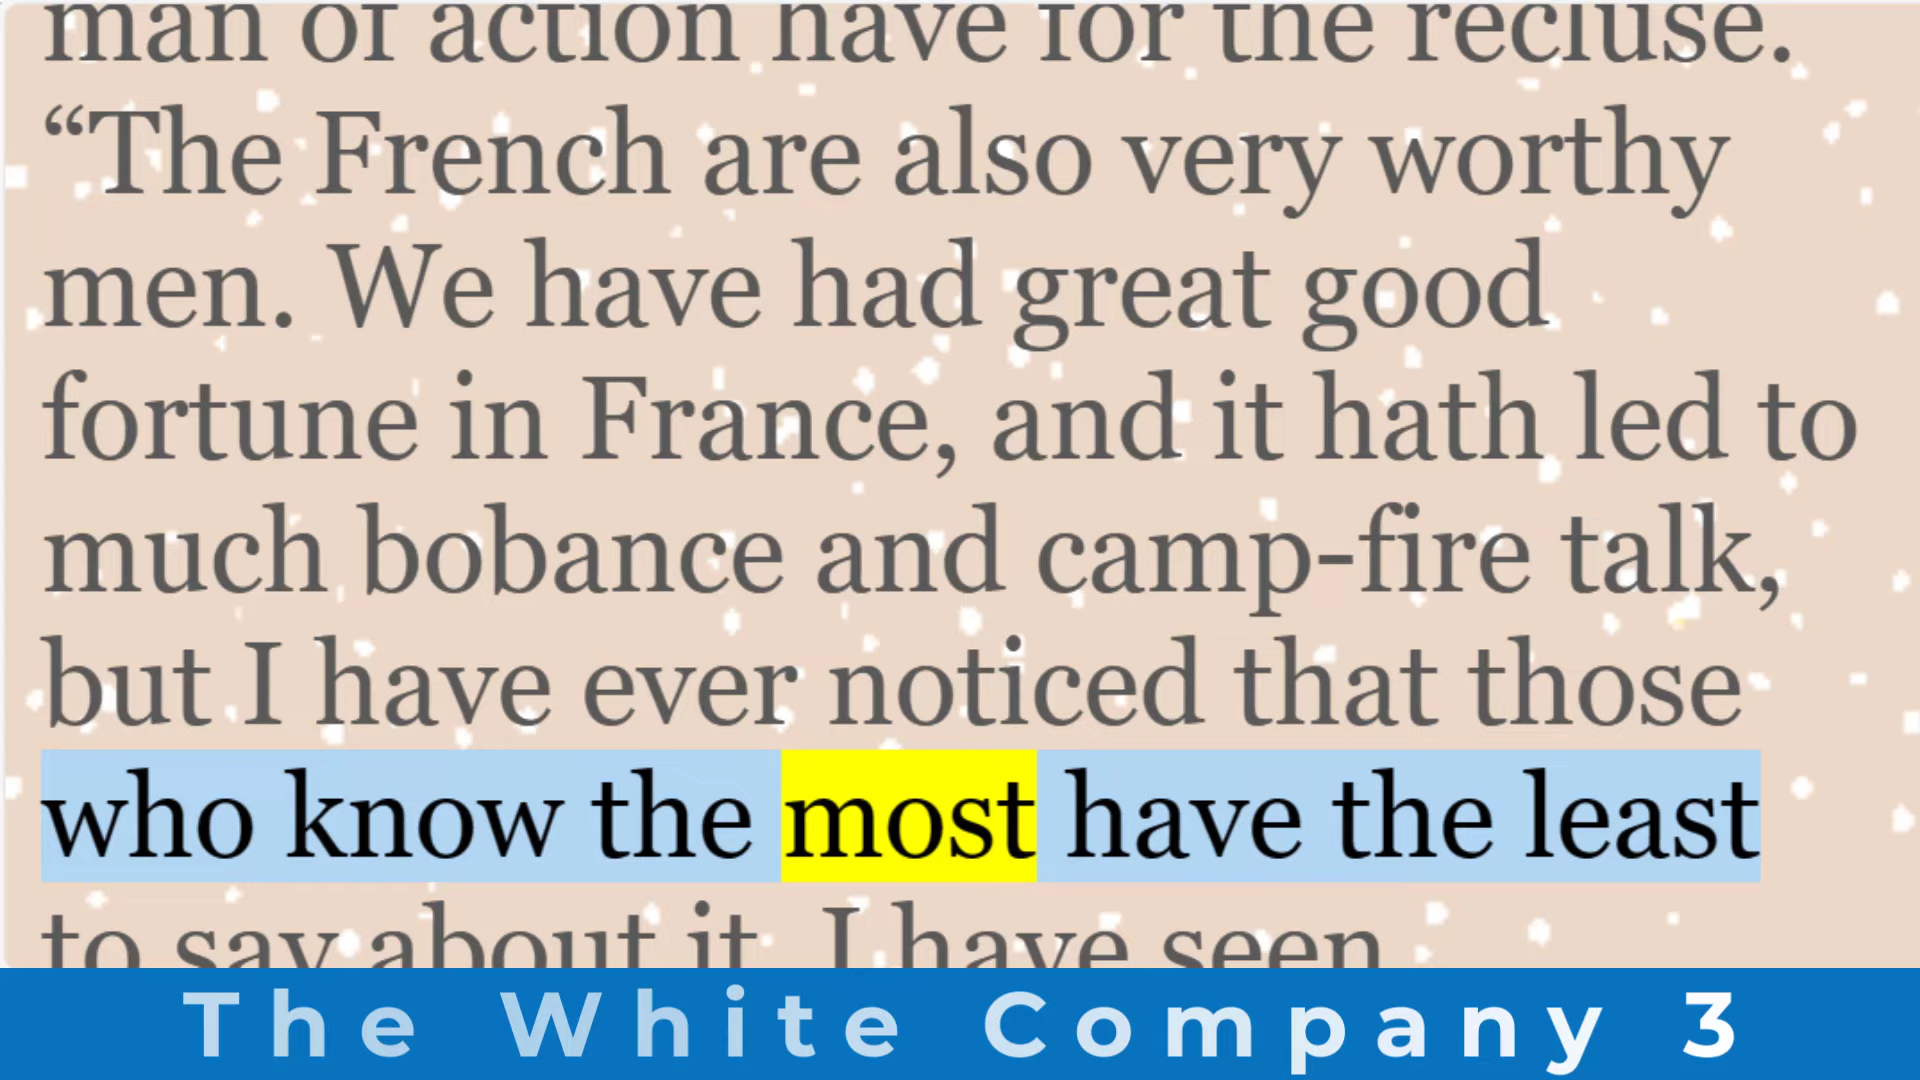 man of action have for the recluse.
“The French are also very worthy
men. We have had great good
fortune in France, and it hath led to
much bobance and camp-fire talk,
but I have ever noticed that those
who know the most have the least
to say about it. I have seen
The White Company 3